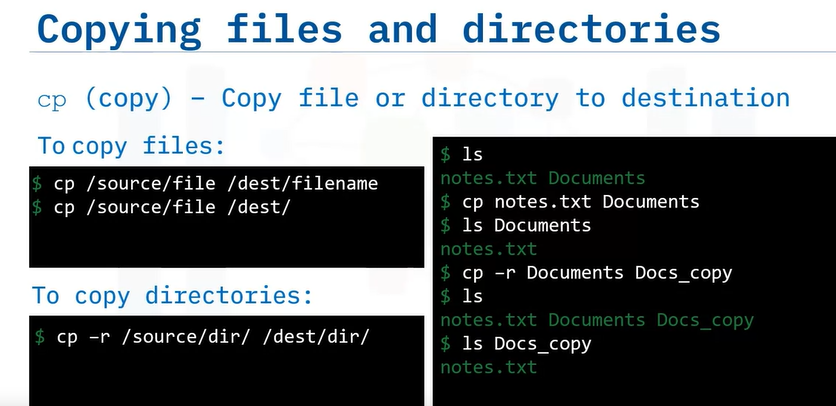 Copying files and directories
cp (copy) – Copy file or directory to destination
To copy files:
$ cp /source/file /dest/filename
$ cp /source/file /dest/
To copy directories:
$ cp –r /source/dir/ /dest/dir/
$ ls
notes.txt Documents
$ cp notes.txt Documents
$ ls Documents
notes.txt
$ cp –r Documents Docs_copy
$ ls
notes.txt Documents Docs_copy
$ ls Docs_copy
notes.txt